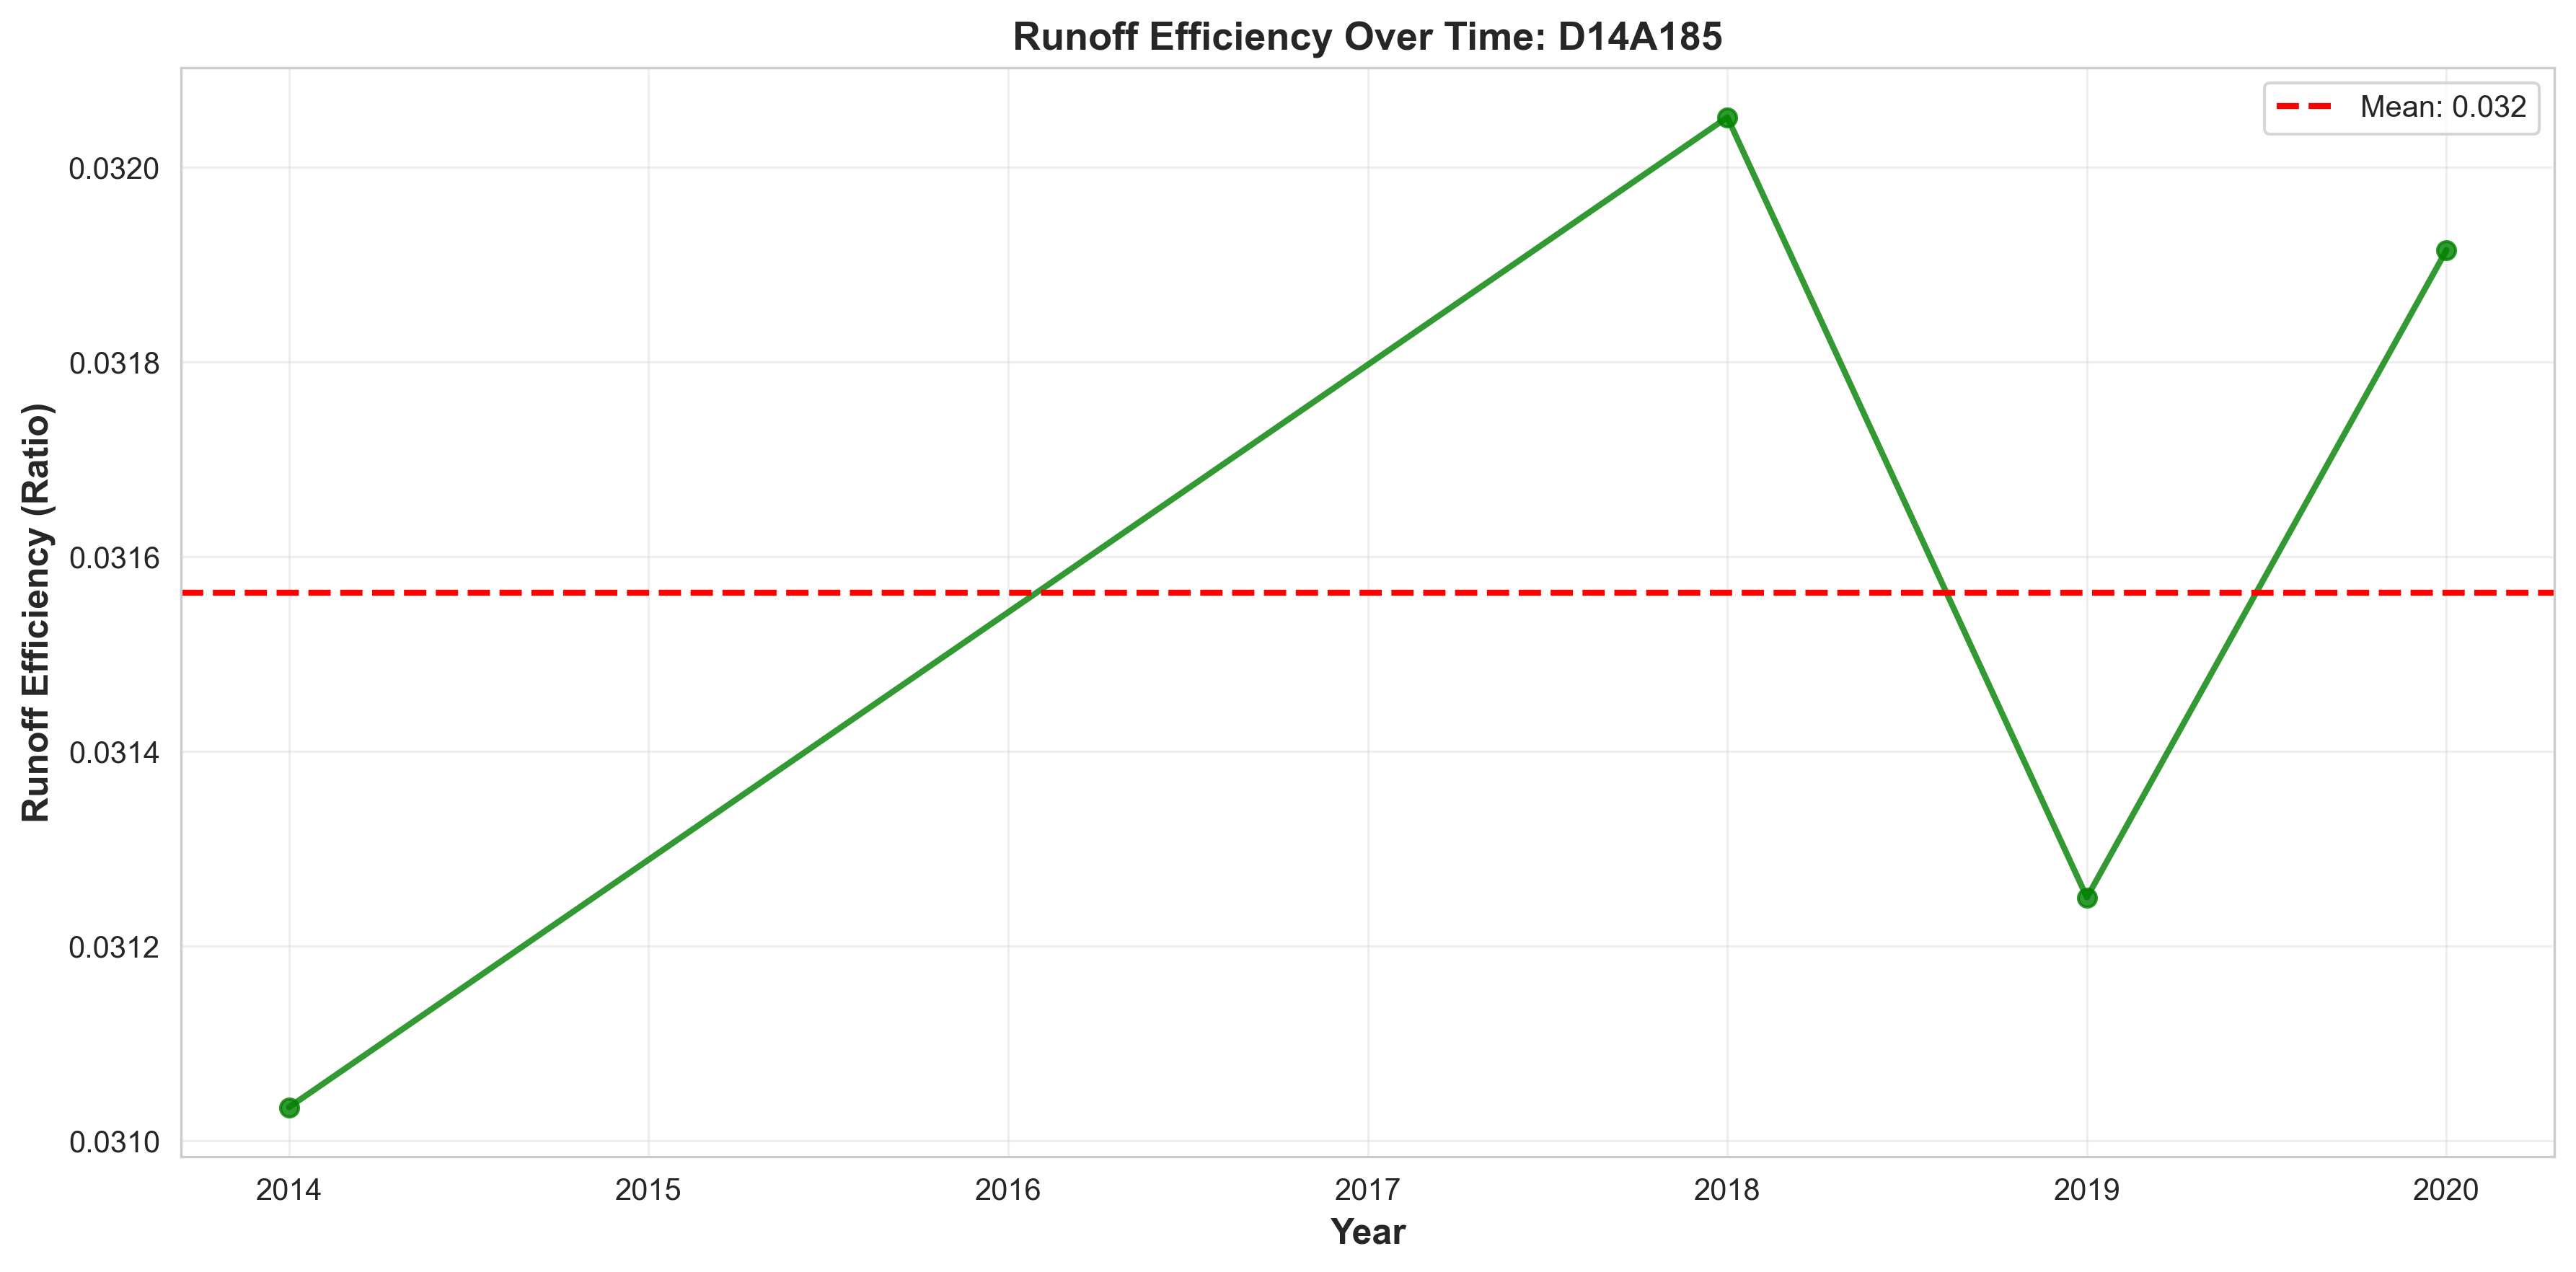 Runoff Efficiency Over Time: D14A185
Mean: 0.032
Runoff Efficiency (Ratio)
0.0320
0.0318
0.0316
0.0314
0.0312
0.0310
2014 2015 2016 2017 2018 2019 2020
Year